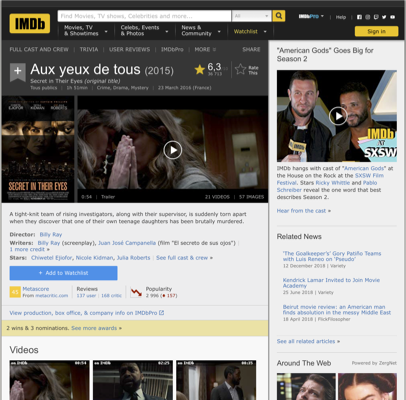 IMDb
Find Movies, TV shows, Celebrities and more...
All
IMDbPro
Help
Movies, TV & Showtimes
Celebs, Events & Photos
News & Community
Watchlist
Sign in
FULL CAST AND CREW | TRIVIA | USER REVIEWS | IMDbPro | MORE
SHARE
Aux yeux de tous (2015)
Secret in Their Eyes (original title)
Tous publics | 1h 51min | Crime, Drama, Mystery | 23 March 2016 (France)
6,3
Rate This
EJIOFOR KIDMAN ROBERTS
SECRET IN THEIR EYES
0:54 | Trailer
31 VIDEOS | 57 IMAGES
A tight-knit team of rising investigators, along with their supervisor, is suddenly torn apart
when they discover that one of their own teenage daughters has been brutally murdered.
Director: Billy Ray
Writers: Billy Ray (screenplay), Juan José Campanella (film "El secreto de sus ojos") |
1 more credit »
Stars: Chiwetel Ejiofor, Nicole Kidman, Julia Roberts | See full cast & crew »
+ Add to Watchlist
Metascore
From metacritic.com
Reviews
137 user | 168 critic
Popularity
2 996 ( 157)
View production, box office, & company info on IMDbPro
2 wins & 3 nominations. See more awards »
Videos
"American Gods" Goes Big for
Season 2
IMDb
SXSW
IMDb hangs with cast of "American Gods" at
the House on the Rock at the SXSW Film
Festival. Stars Ricky Whittle and Pablo
Schreiber reveal the one word that best
describes Season 2.
Hear from the cast »
Related News
'The Goalkeeper's' Gory Patiño Teams
with Luis Reneo on 'Pseudo'
12 December 2018 | Variety
Kendrick Lamar Invited to Join Movie
Academy
25 June 2018 | Variety
Beirut movie review: an American man
finds absolution in the messy Middle East
18 April 2018 | FlickFilosopher
See all related articles »
Around The Web | Powered by ZergNet